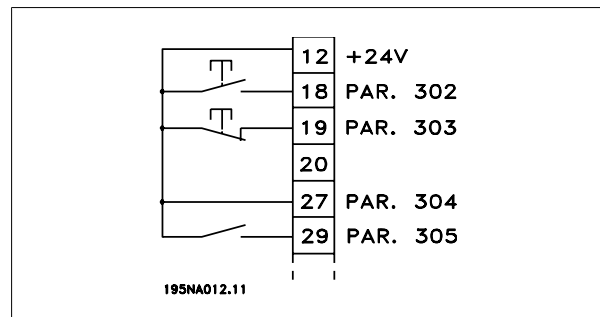 12 +24V
18 PAR. 302
19 PAR. 303
20
27 PAR. 304
29 PAR. 305
195NA012.11